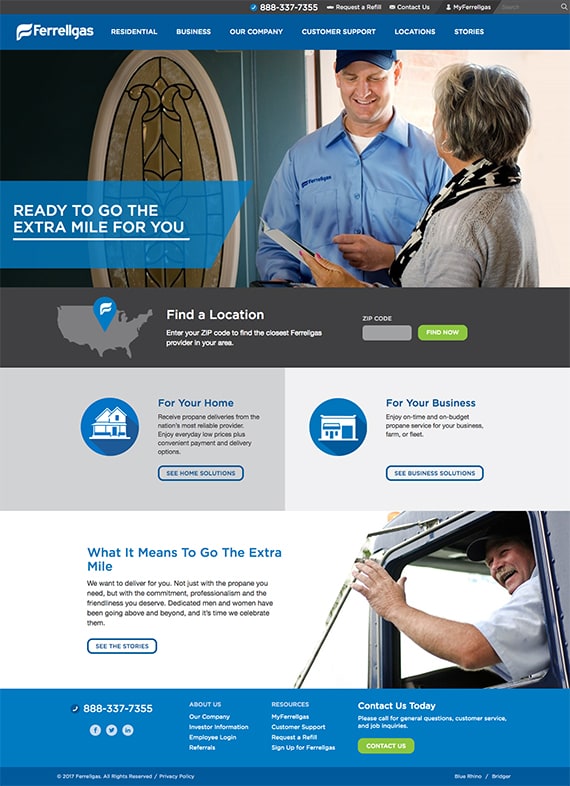 888-337-7355 Request a Refill Contact Us MyFerrellgas Search
Ferrellgas RESIDENTIAL BUSINESS OUR COMPANY CUSTOMER SUPPORT LOCATIONS STORIES
Ferrellgas
READY TO GO THE
EXTRA MILE FOR YOU
Find a Location
Enter your ZIP code to find the closest Ferrellgas
provider in your area.
ZIP CODE
FIND NOW
For Your Home
Receive propane deliveries from the
nation's most reliable provider.
Enjoy everyday low prices plus
convenient payment and delivery
options.
SEE HOME SOLUTIONS
For Your Business
Enjoy on-time and on-budget
propane service for your business,
farm, or fleet.
SEE BUSINESS SOLUTIONS
What It Means To Go The Extra
Mile
We want to deliver for you. Not just with the propane you
need, but with the commitment, professionalism and the
friendliness you deserve. Dedicated men and women have
been going above and beyond, and it's time we celebrate
them.
SEE THE STORIES
888-337-7355
ABOUT US
Our Company
Investor Information
Employee Login
Referrals
RESOURCES
MyFerrellgas
Customer Support
Request a Refill
Sign Up for Ferrellgas
Contact Us Today
Please call for general questions, customer service,
and job inquiries.
CONTACT US
© 2017 Ferrellgas. All Rights Reserved / Privacy Policy
Blue Rhino / Bridger